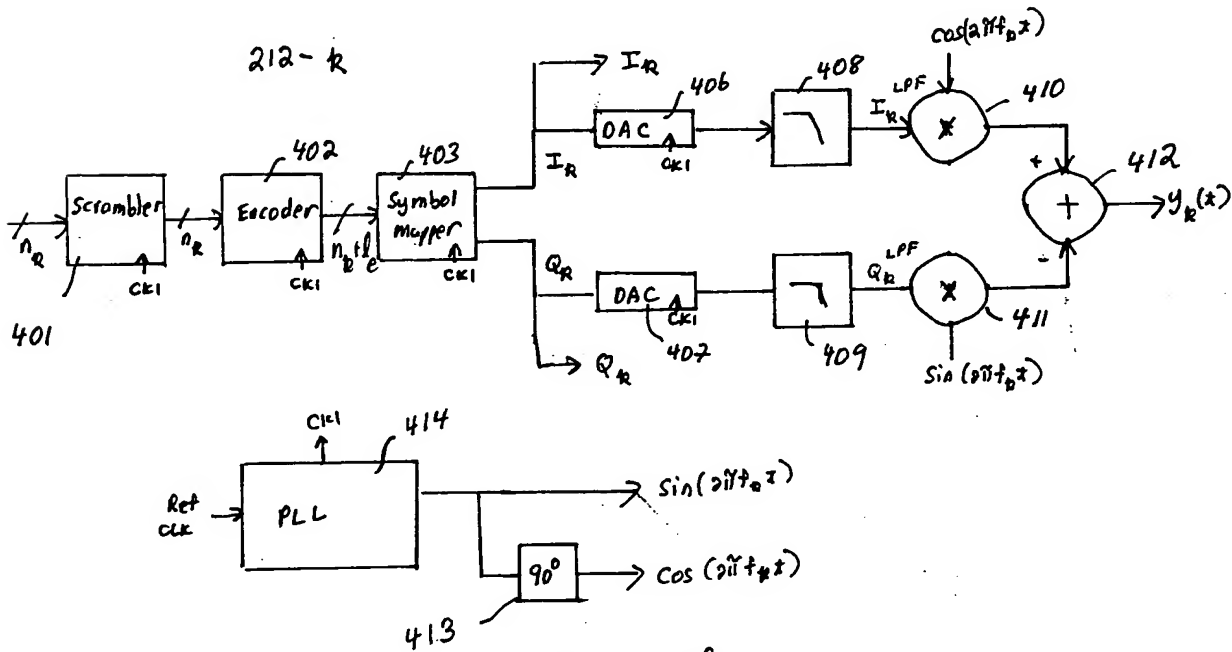 212-k
I_k
cos(2πf_k t)
406
408
410
DAC
CK1
I_k
I_k^LPF
X
+
412
402
403
401
Scrambler
Encoder
Symbol
mapper
n_k
n_k
n_k+l_e
CK1
CK1
CK1
+
y_k(t)
-
Q_k
DAC
CK1
407
409
Q_k^LPF
X
411
sin(2πf_k t)
Q_k
CK1
414
Ref
CLK
PLL
sin(2πf_k t)
90°
cos(2πf_k t)
413